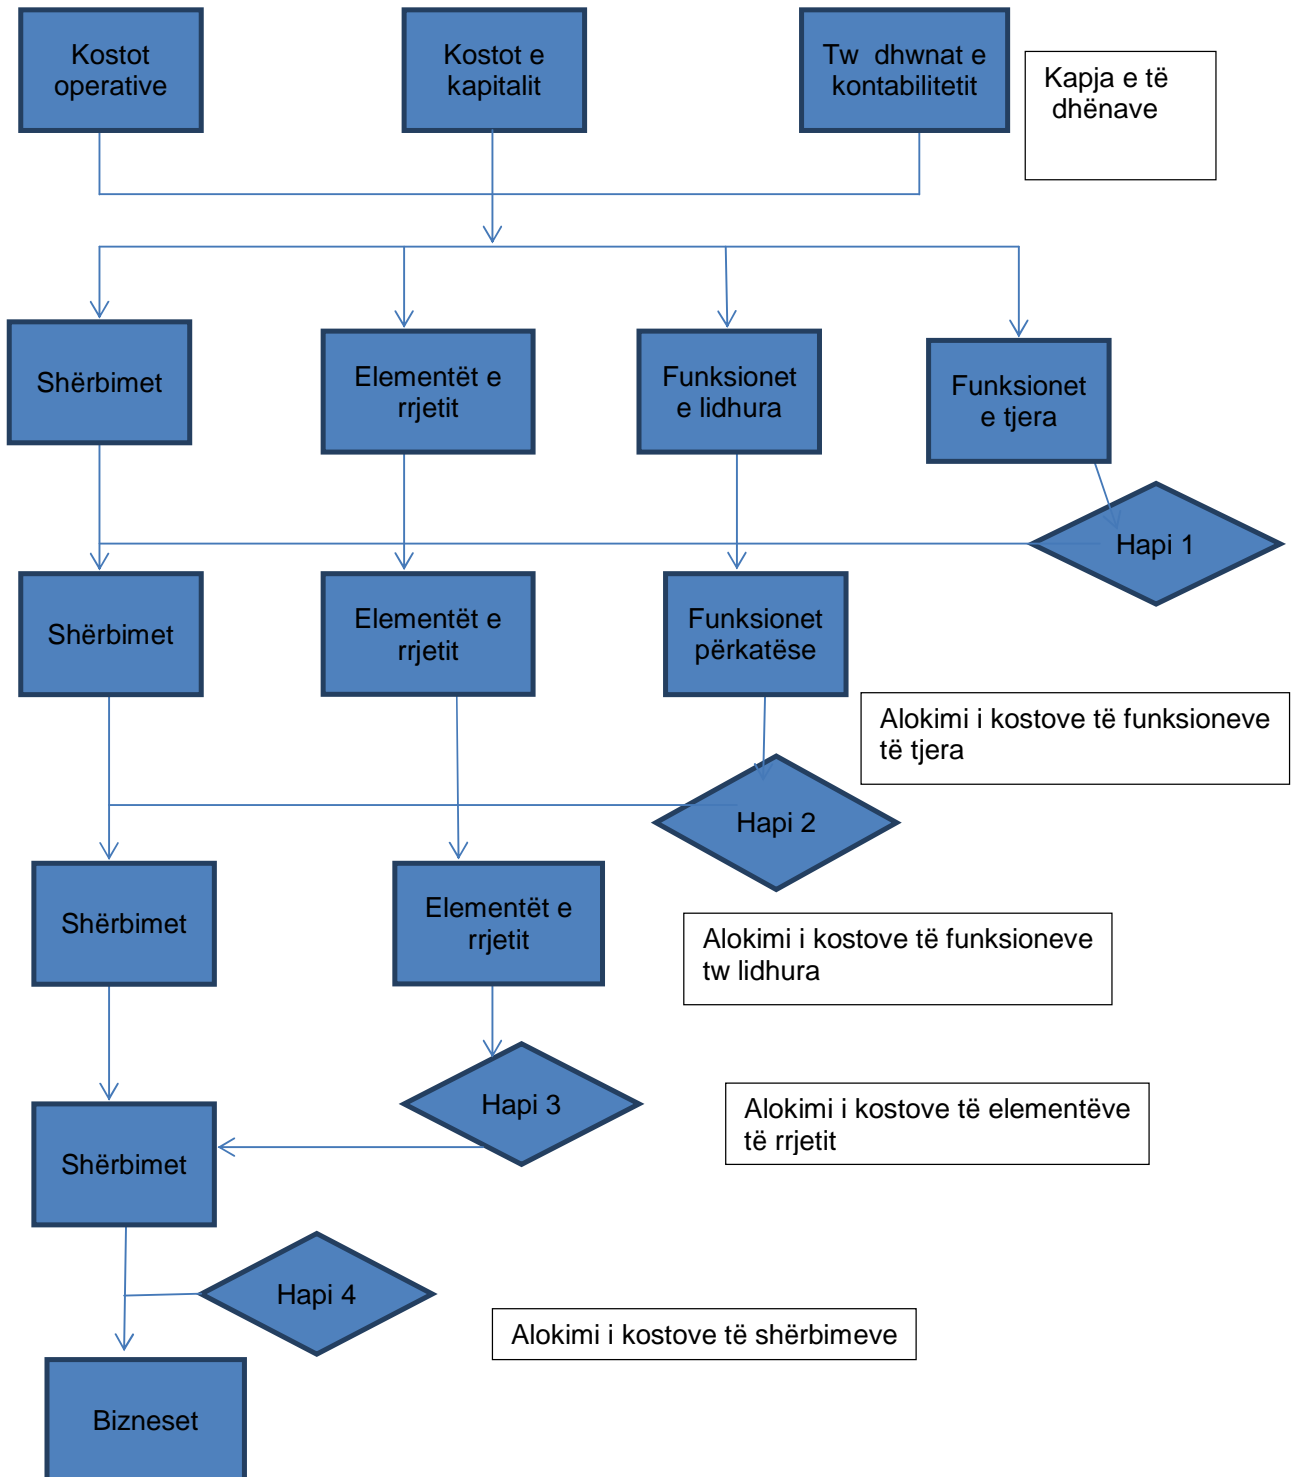 Kostot
operative
Kostot e
kapitalit
Tw dhwnat e
kontabilitetit
Kapja e të
dhënave
Shërbimet
Elementët e
rrjetit
Funksionet
e lidhura
Funksionet
e tjera
Hapi 1
Shërbimet
Elementët e
rrjetit
Funksionet
përkatëse
Alokimi i kostove të funksioneve
të tjera
Hapi 2
Shërbimet
Elementët e
rrjetit
Alokimi i kostove të funksioneve
tw lidhura
Hapi 3
Alokimi i kostove të elementëve
të rrjetit
Shërbimet
Hapi 4
Alokimi i kostove të shërbimeve
Bizneset